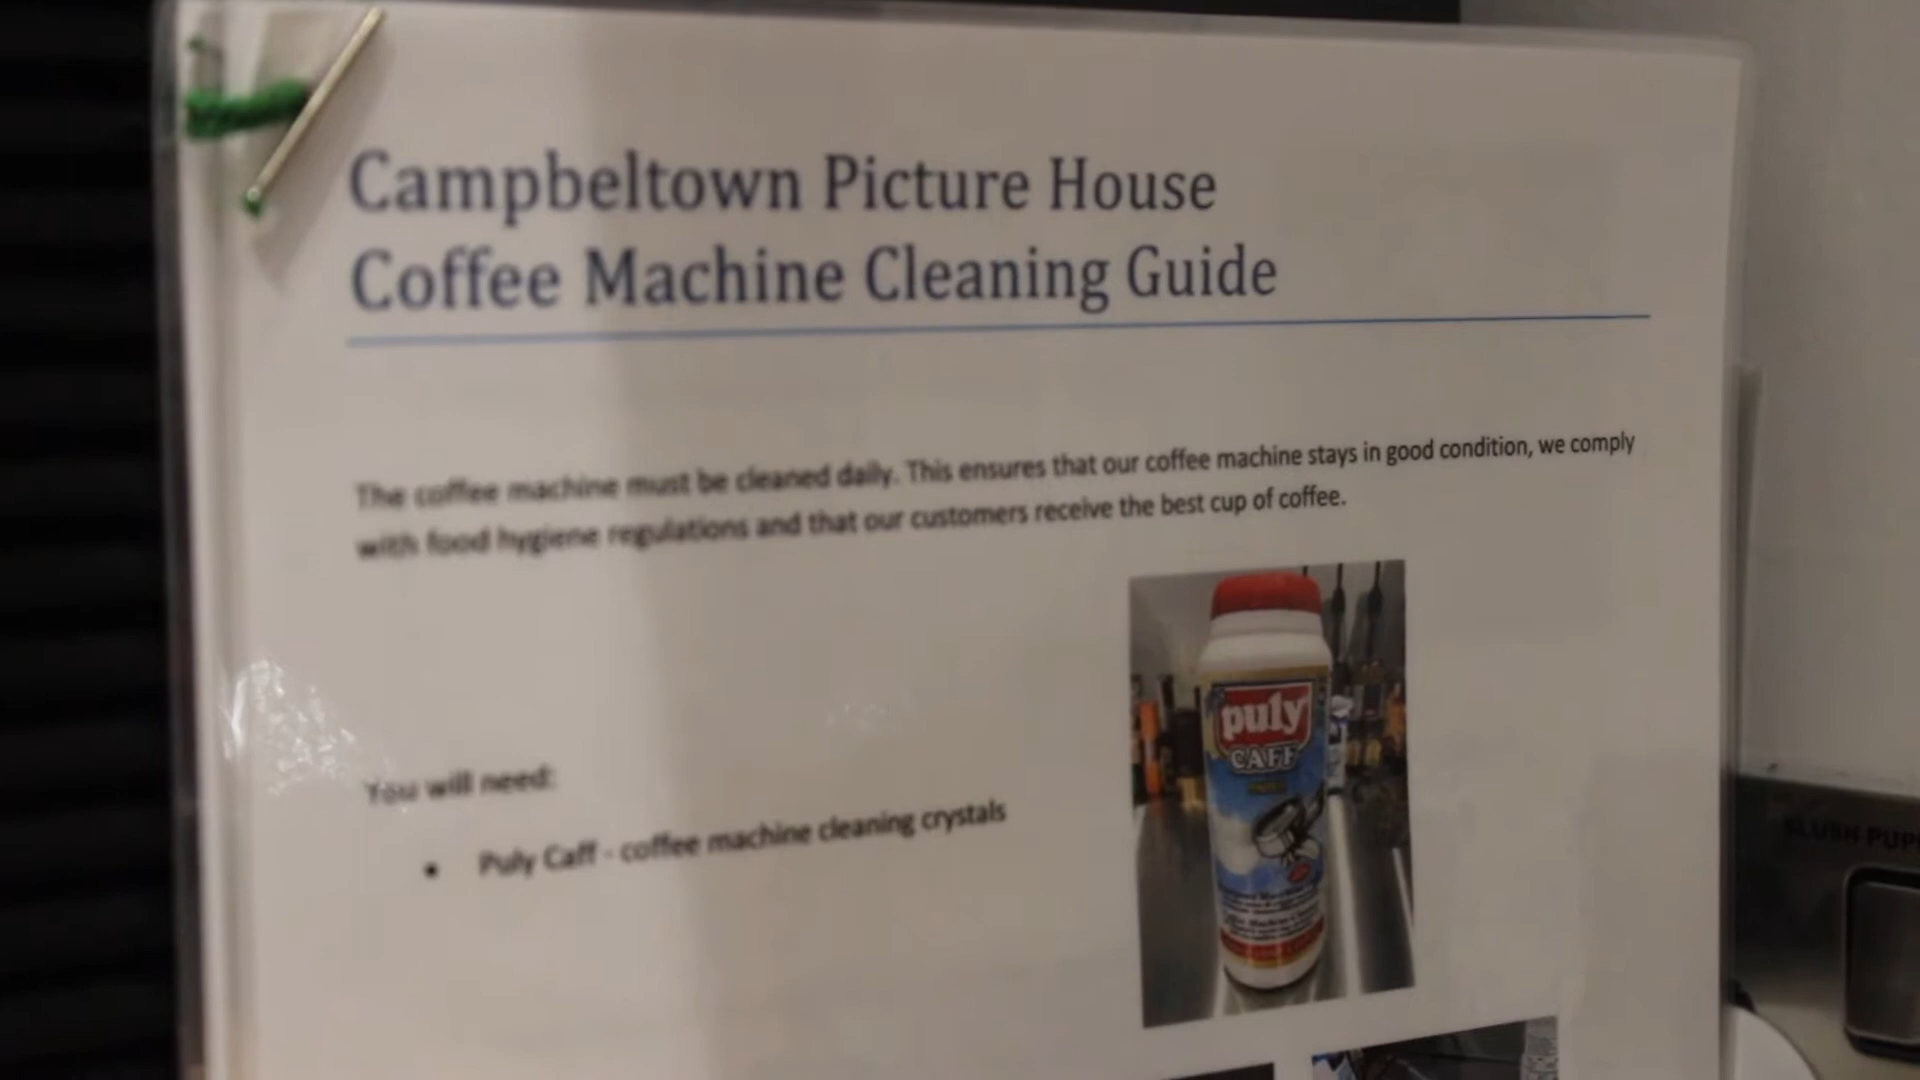 Campbeltown Picture House
Coffee Machine Cleaning Guide
The coffee machine must be cleaned daily. This ensures that our coffee machine stays in good condition, we comply
with food hygiene regulations and that our customers receive the best cup of coffee.
You will need:
• Puly Caff - coffee machine cleaning crystals
puly
CAFF
SLUSH PUP